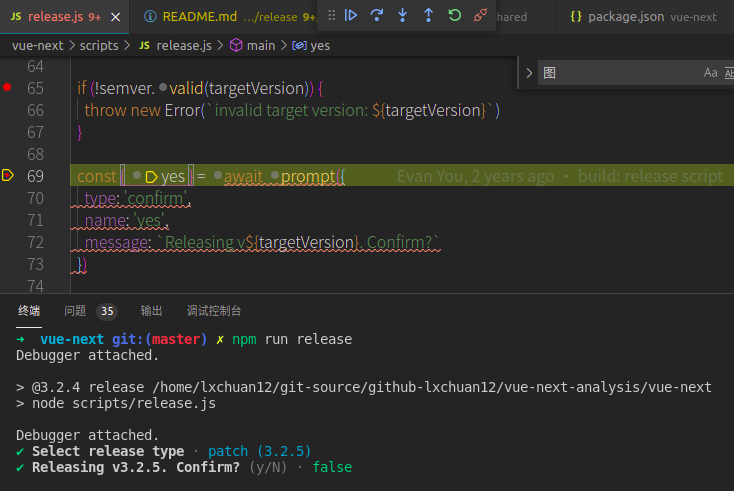 JS release.js 9+ × ⓘ README.md .../release 9+ hared {} package.json vue-next
vue-next > scripts > JS release.js > main > yes
64
65 if (!semver. valid(targetVersion)) {
66 throw new Error(`invalid target version: ${targetVersion}`)
67 }
68
69 const { yes } = await prompt({ Evan You, 2 years ago • build: release script
70 type: 'confirm',
71 name: 'yes',
72 message: `Releasing v${targetVersion}. Confirm?`
73 })
74
> 图 Aa Ab
终端 问题 35 输出 调试控制台
➜ vue-next git:(master) ✗ npm run release
Debugger attached.
> @3.2.4 release /home/lxchuan12/git-source/github-lxchuan12/vue-next-analysis/vue-next
> node scripts/release.js
Debugger attached.
✔ Select release type · patch (3.2.5)
✔ Releasing v3.2.5. Confirm? (y/N) · false